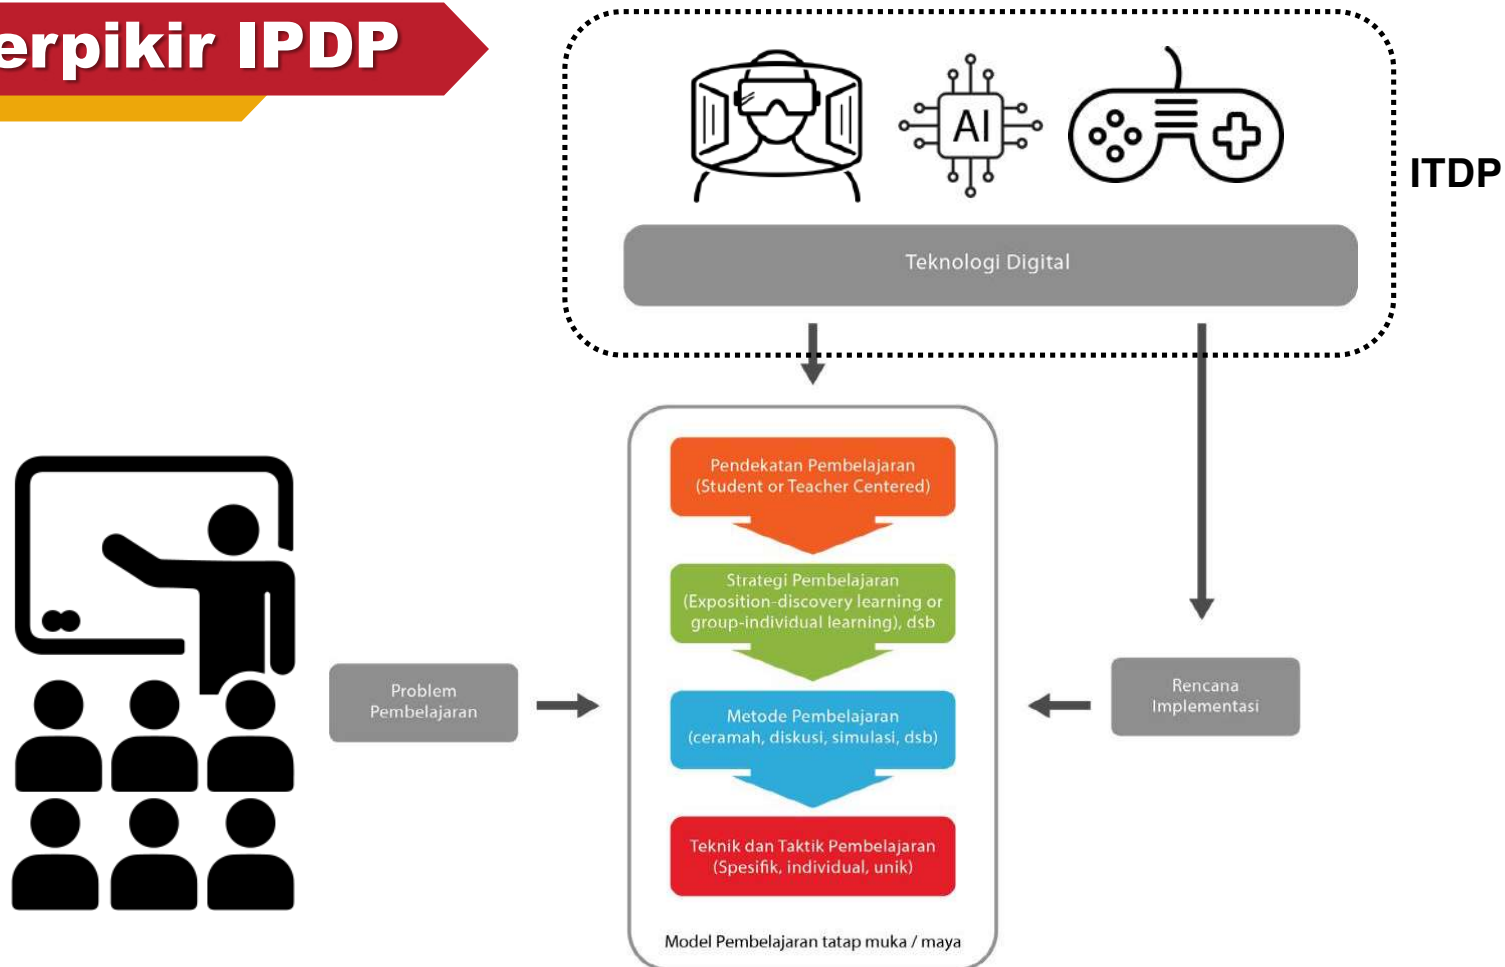 erpikir IPDP
AI
ITDP
Teknologi Digital
Pendekatan Pembelajaran
(Student or Teacher Centered)
Strategi Pembelajaran
(Exposition-discovery learning or
group-individual learning), dsb
Problem
Pembelajaran
Metode Pembelajaran
(ceramah, diskusi, simulasi, dsb)
Rencana
Implementasi
Teknik dan Taktik Pembelajaran
(Spesifik, individual, unik)
Model Pembelajaran tatap muka / maya